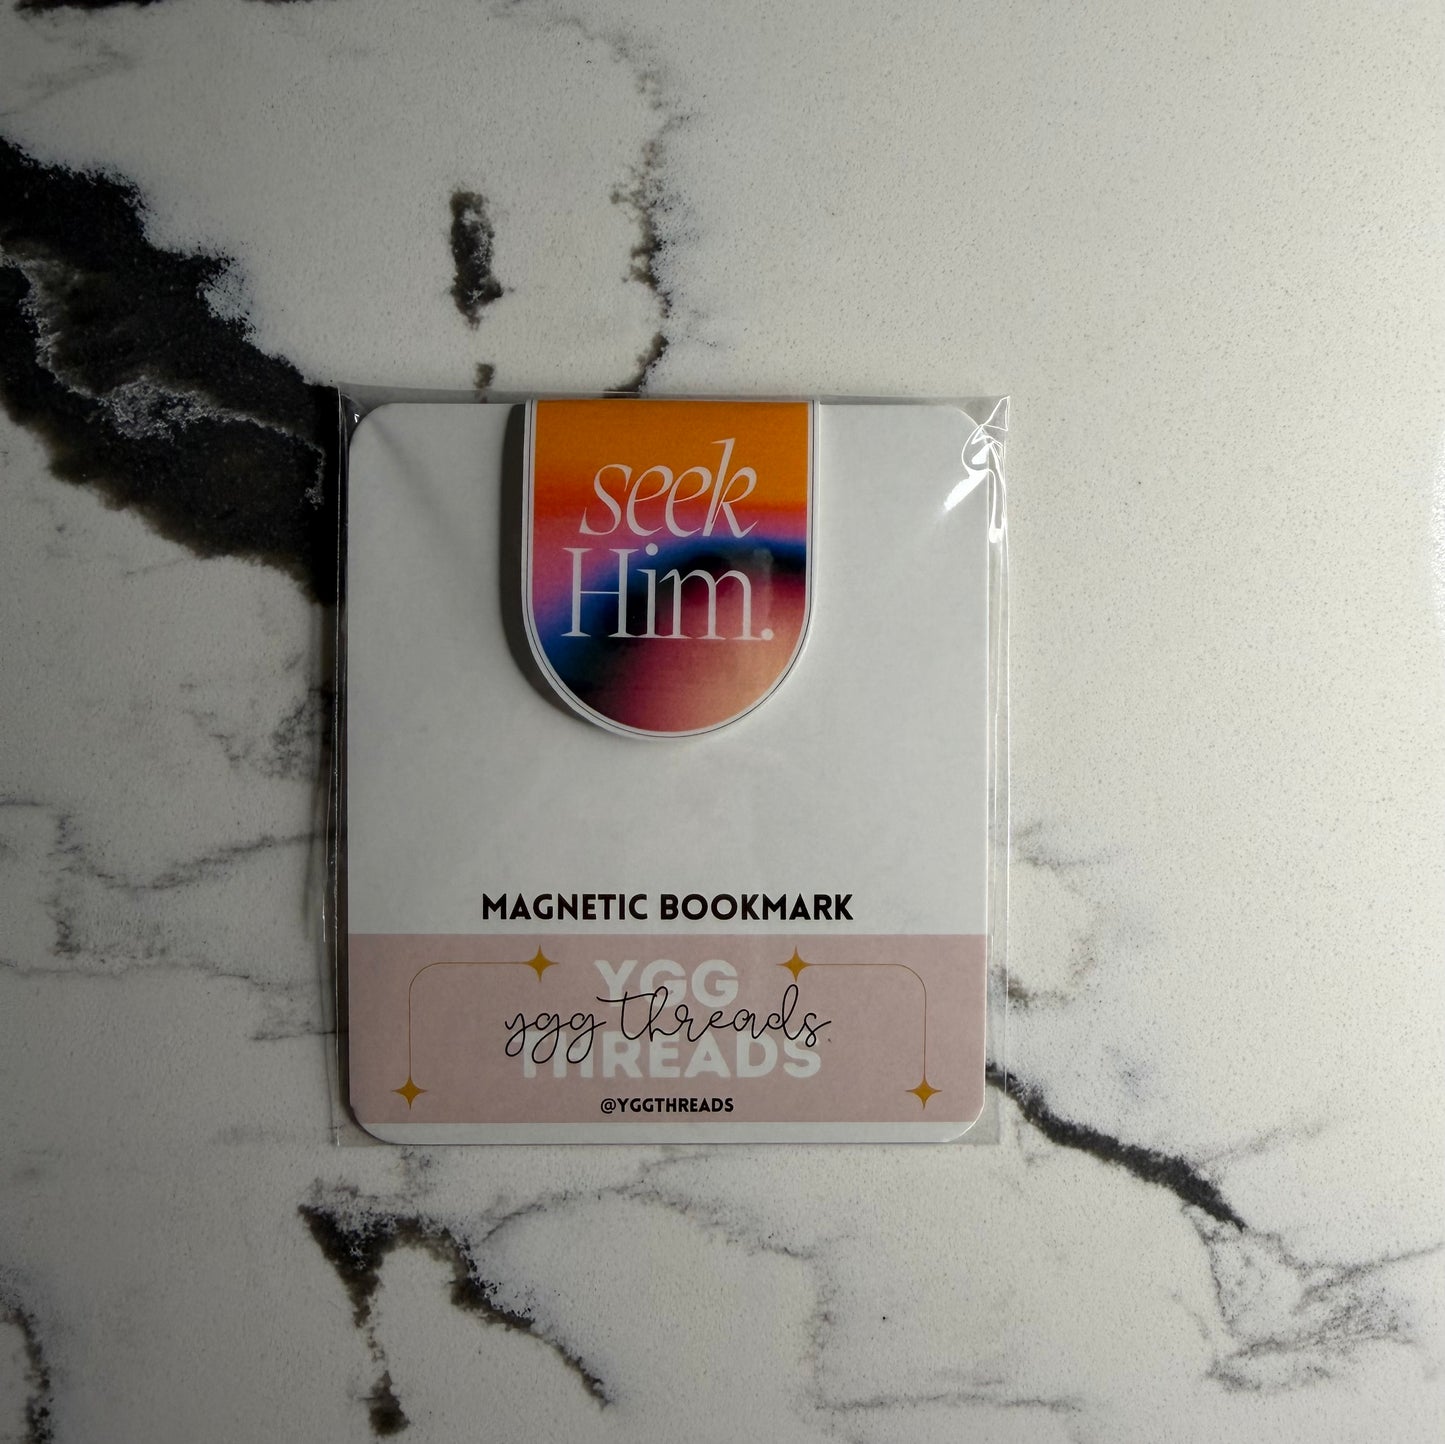 seek
Him.
MAGNETIC BOOKMARK
YGG
ygg threads
THREADS
@YGGTHREADS